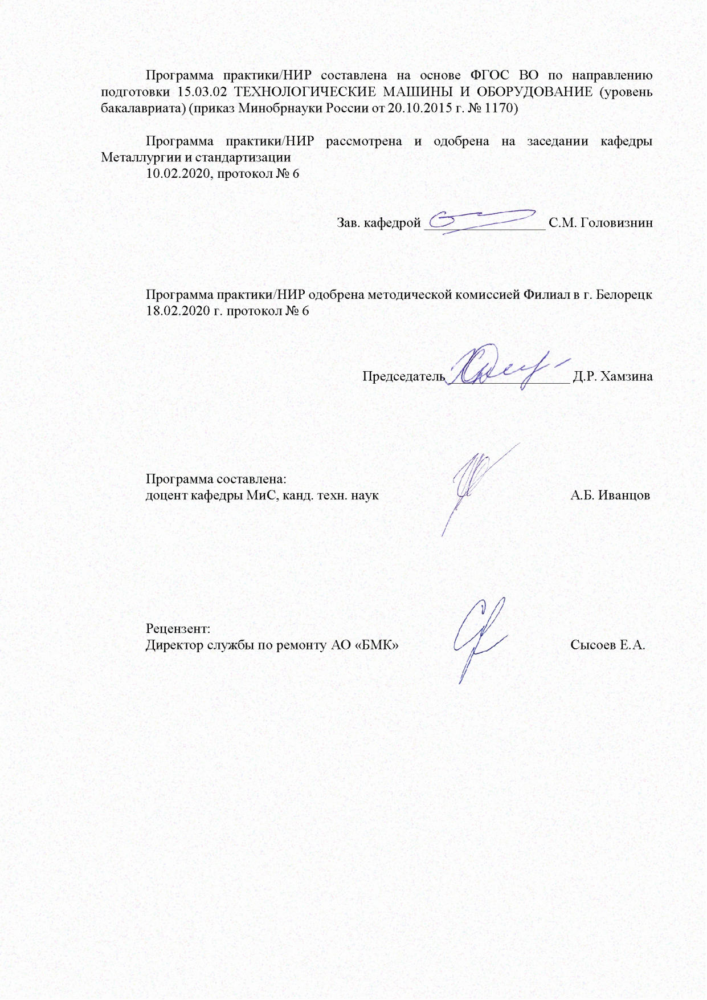 Программа практики/НИР составлена на основе ФГОС ВО по направлению
подготовки 15.03.02 ТЕХНОЛОГИЧЕСКИЕ МАШИНЫ И ОБОРУДОВАНИЕ (уровень
бакалавриата) (приказ Минобрнауки России от 20.10.2015 г. № 1170)
Программа практики/НИР рассмотрена и одобрена на заседании кафедры
Металлургии и стандартизации
10.02.2020, протокол № 6
Зав. кафедрой __________________ С.М. Головизнин
Программа практики/НИР одобрена методической комиссией Филиал в г. Белорецк
18.02.2020 г. протокол № 6
Председатель __________________ Д.Р. Хамзина
Программа составлена:
доцент кафедры МиС, канд. техн. наук А.Б. Иванцов
Рецензент:
Директор службы по ремонту АО «БМК» Сысоев Е.А.